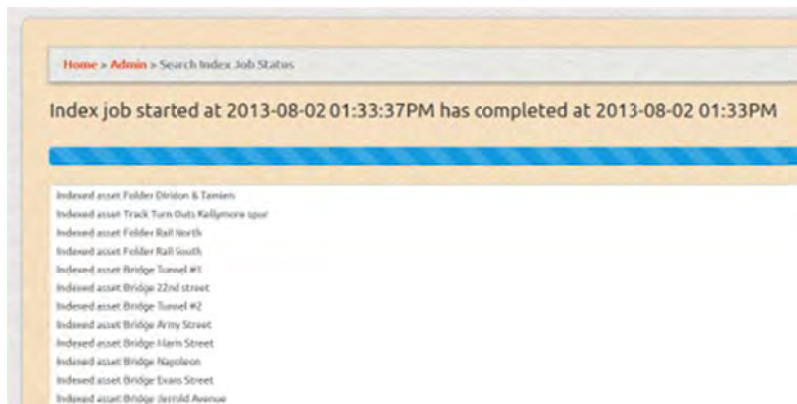 Home » Admin » Search Index Job Status
Index job started at 2013-08-02 01:33:37PM has completed at 2013-08-02 01:33PM
Indexed asset Folder Diridon & Tamien
Indexed asset Track Turn Outs Kellymore spur
Indexed asset Folder Rail North
Indexed asset Folder Rail South
Indexed asset Bridge Tunnel #1
Indexed asset Bridge 22nd street
Indexed asset Bridge Tunnel #2
Indexed asset Bridge Army Street
Indexed asset Bridge Street
Indexed asset Bridge Napoleon
Indexed asset Bridge Evans Street
Indexed asset Bridge Avenue